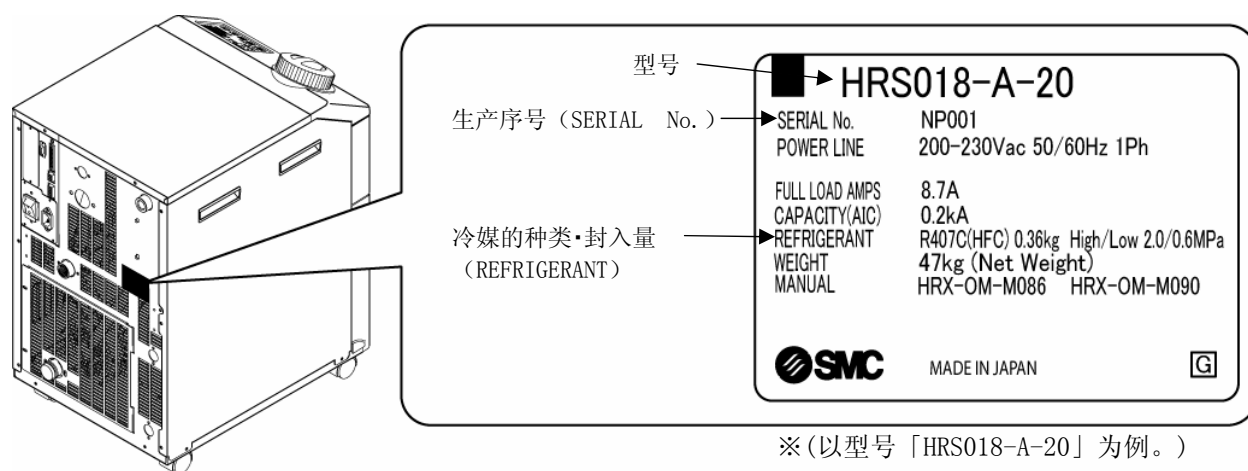 型号
HRS018-A-20
生产序号（SERIAL No.）
SERIAL No. NP001
POWER LINE 200-230Vac 50/60Hz 1Ph
FULL LOAD AMPS 8.7A
CAPACITY(AIC) 0.2kA
冷媒的种类·封入量
（REFRIGERANT）
REFRIGERANT R407C(HFC) 0.36kg High/Low 2.0/0.6MPa
WEIGHT 47kg (Net Weight)
MANUAL HRX-OM-M086 HRX-OM-M090
SMC MADE IN JAPAN G
※(以型号「HRS018-A-20」为例。)